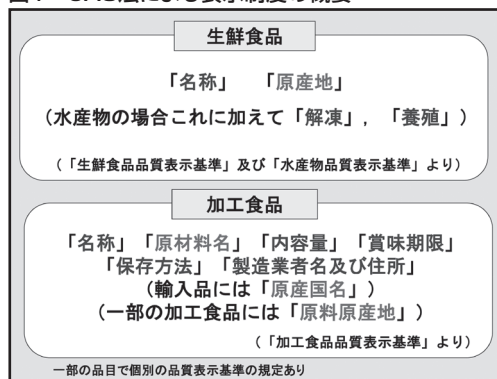 生鮮食品
「名称」 「原産地」
（水産物の場合これに加えて「解凍」，「養殖」）
（「生鮮食品品質表示基準」及び「水産物品質表示基準」より）
加工食品
「名称」「原材料名」「内容量」「賞味期限」
「保存方法」「製造業者名及び住所」
（輸入品には「原産国名」）
（一部の加工食品には「原料原産地」）
（「加工食品品質表示基準」より）
一部の品目で個別の品質表示基準の規定あり